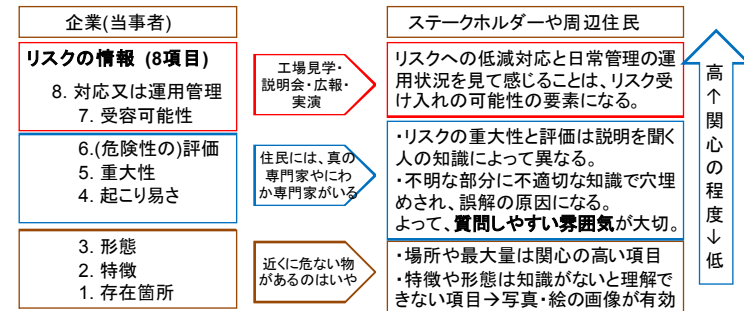 企業(当事者)
ステークホルダーや周辺住民
リスクの情報 (8項目)
8. 対応又は運用管理
7. 受容可能性
工場見学・
説明会・広報・
実演
リスクへの低減対応と日常管理の運
用状況を見て感じることは、リスク受
け入れの可能性の要素になる。
6.(危険性の)評価
5. 重大性
4. 起こり易さ
住民には、真の
専門家やにわ
か専門家がいる
・リスクの重大性と評価は説明を聞く
人の知識によって異なる。
・不明な部分に不適切な知識で穴埋
めされ、誤解の原因になる。
よって、質問しやすい雰囲気が大切。
3. 形態
2. 特徴
1. 存在箇所
近くに危ない物
があるのはいや
・場所や最大量は関心の高い項目
・特徴や形態は知識がないと理解で
きない項目→写真・絵の画像が有効
高
↑
関
心
の
程
度
↓
低